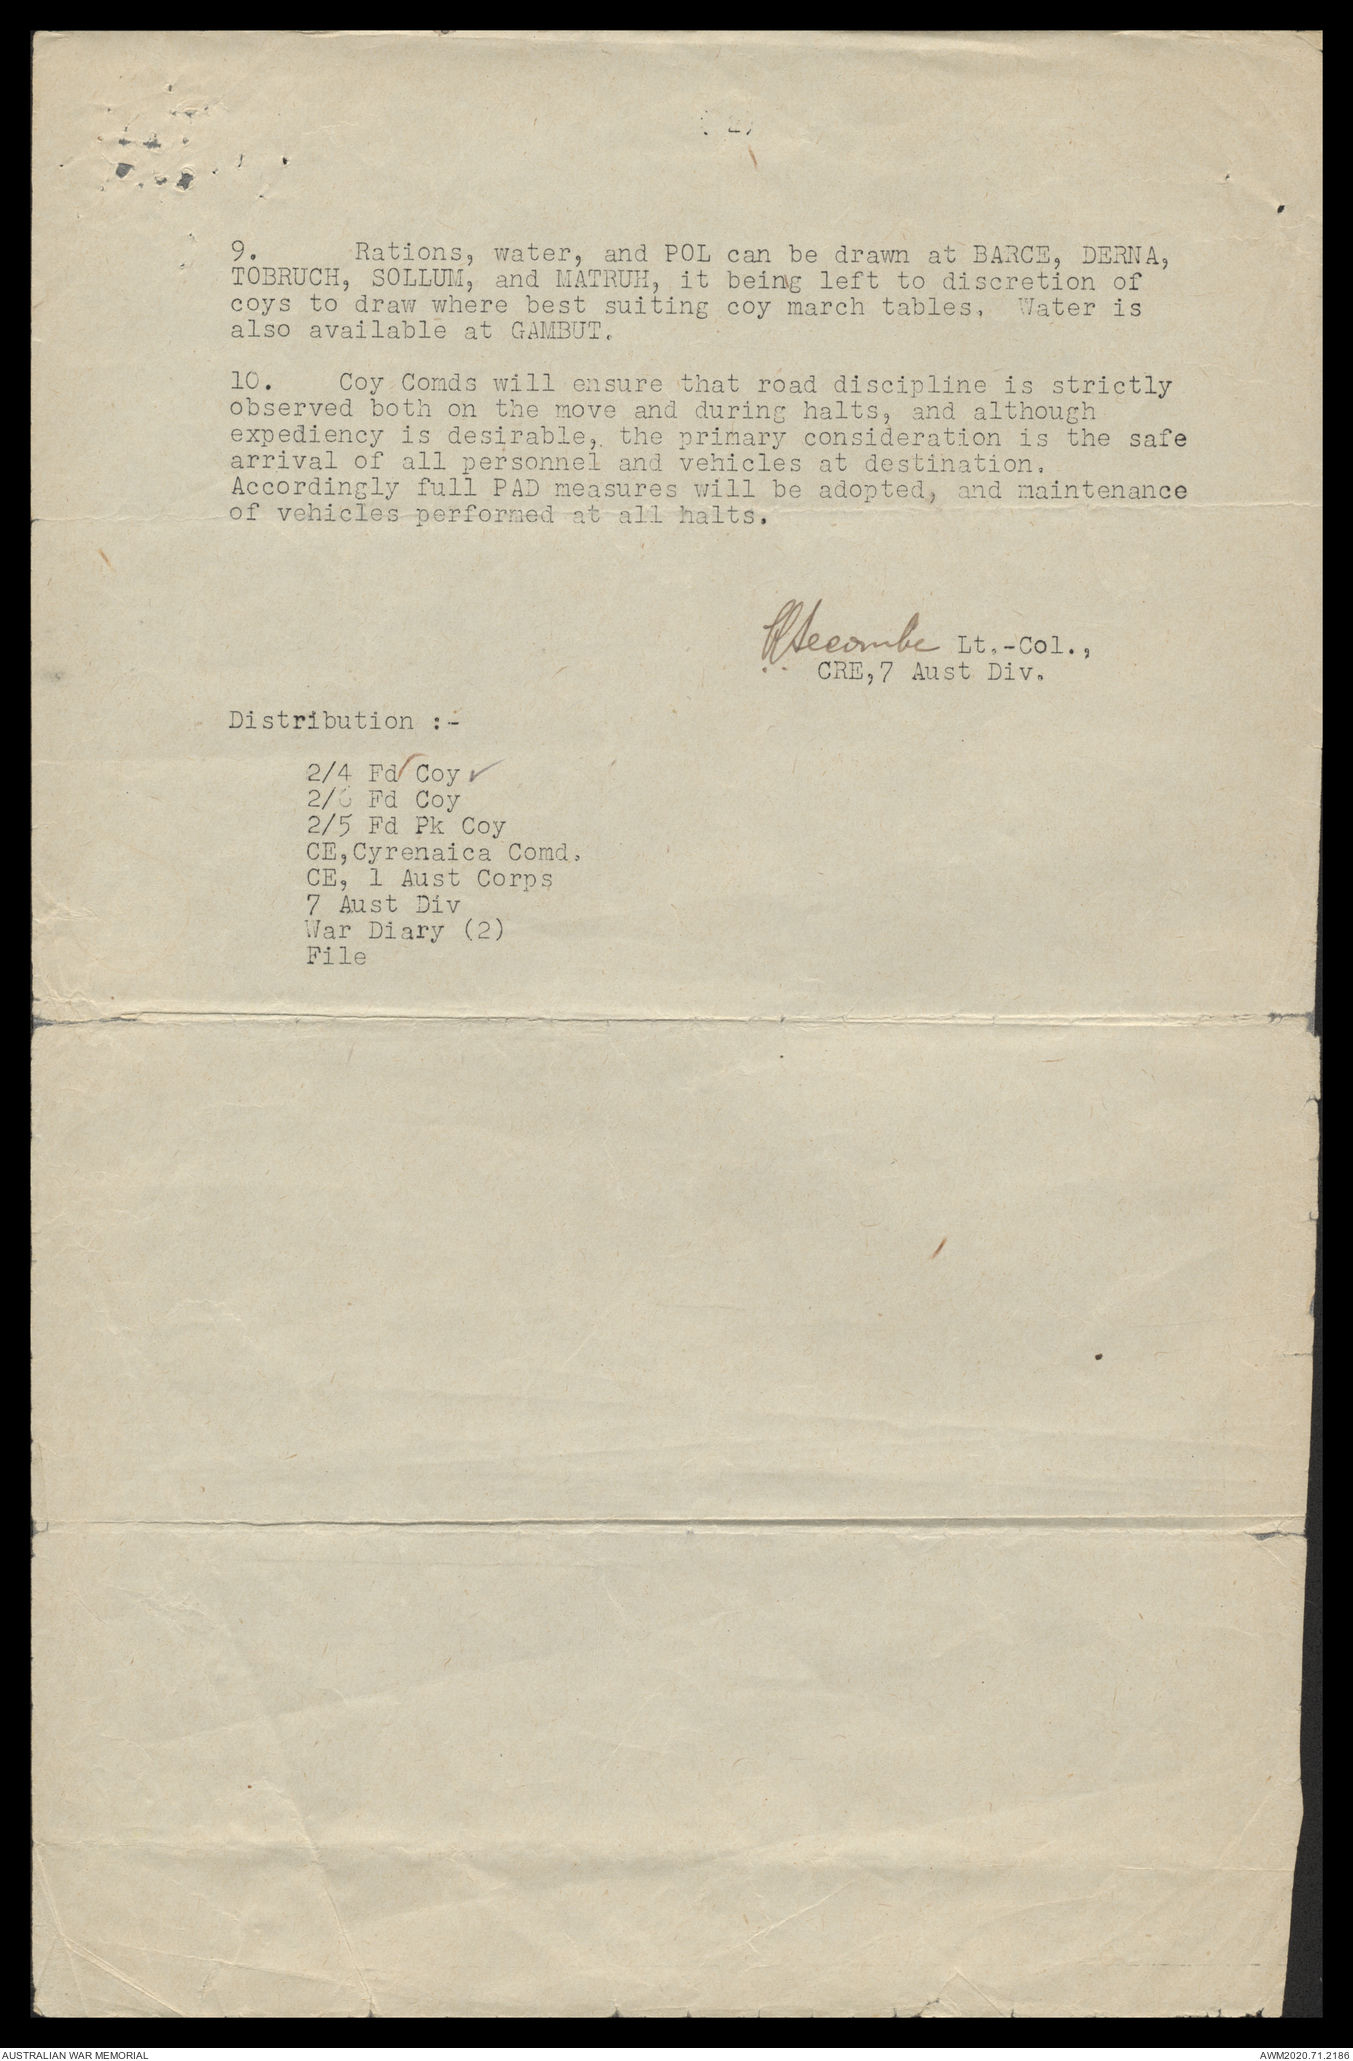 (2)
9. Rations, water, and POL can be drawn at BARCE, DERNA,
TOBRUCH, SOLLUM, and MATRUH, it being left to discretion of
coys to draw where best suiting coy march tables. Water is
also available at GAMBUT.
10. Coy Comds will ensure that road discipline is strictly
observed both on the move and during halts, and although
expediency is desirable, the primary consideration is the safe
arrival of all personnel and vehicles at destination.
Accordingly full PAD measures will be adopted, and maintenance
of vehicles performed at all halts.
Lt.-Col.,
CRE,7 Aust Div.
Distribution :-
2/4 Fd Coy ✓
2/6 Fd Coy
2/5 Fd Pk Coy
CE,Cyrenaica Comd.
CE, 1 Aust Corps
7 Aust Div
War Diary (2)
File
AUSTRALIAN WAR MEMORIAL
AWM2020.71.2186